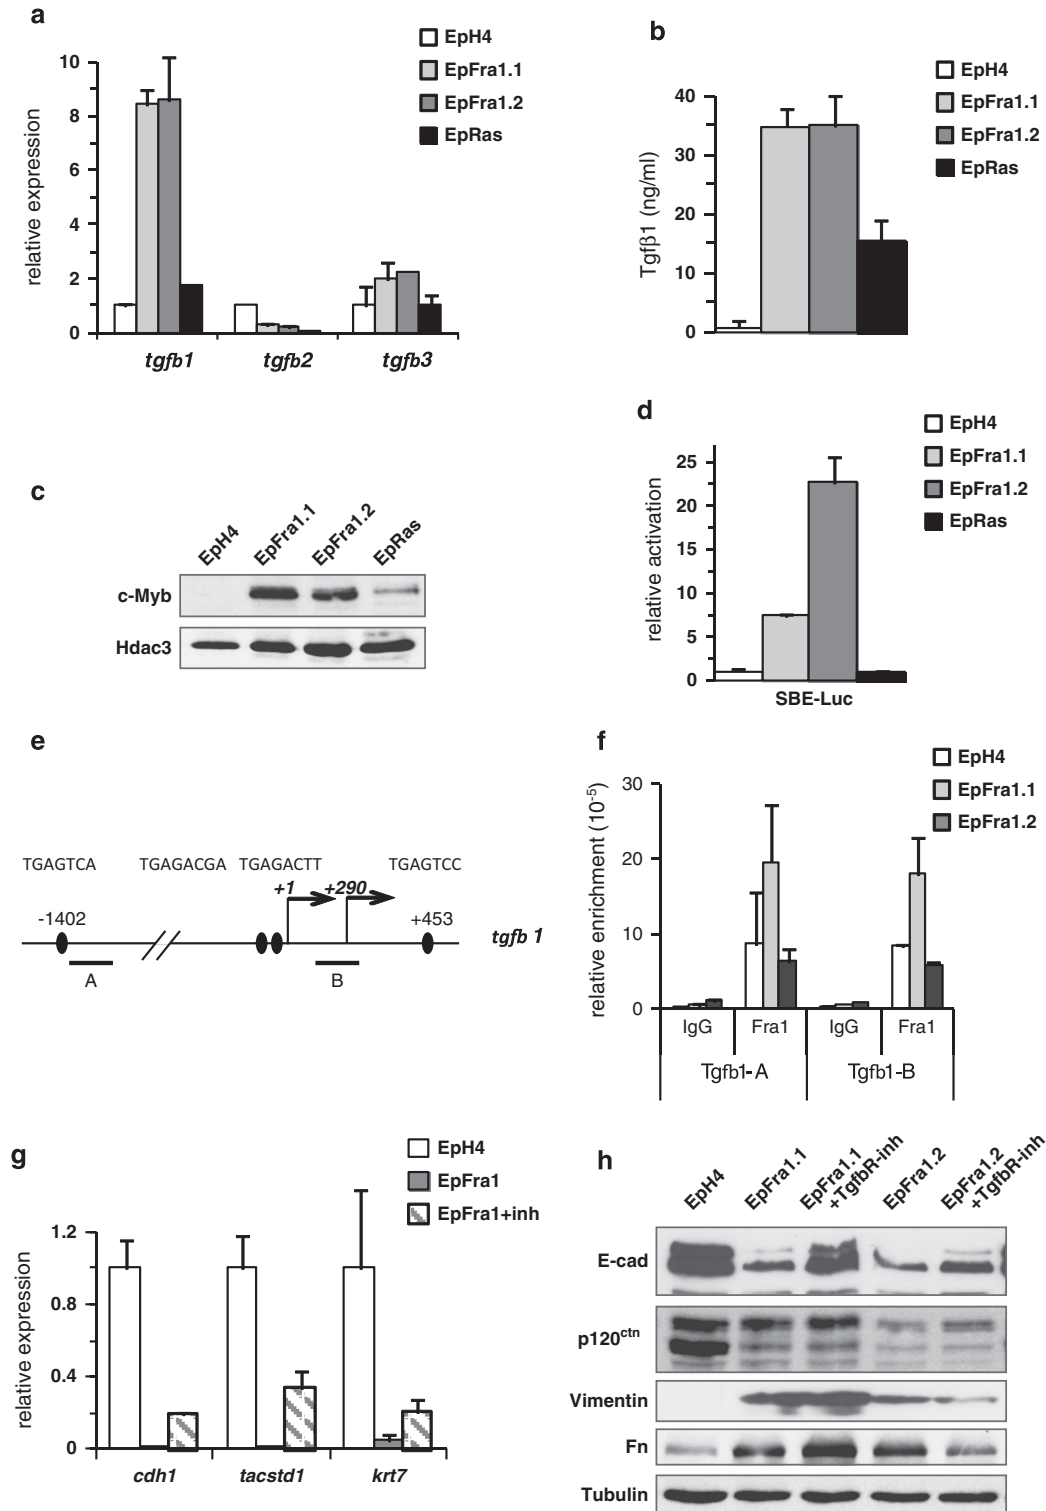 a
EpH4
EpFra1.1
EpFra1.2
EpRas
relative expression
10
8
6
4
2
0
tgfb1 tgfb2 tgfb3
b
EpH4
EpFra1.1
EpFra1.2
EpRas
Tgfβ1 (ng/ml)
40
30
20
10
0
c
EpH4 EpFra1.1 EpFra1.2 EpRas
c-Myb
Hdac3
d
EpH4
EpFra1.1
EpFra1.2
EpRas
relative activation
25
20
15
10
5
0
SBE-Luc
e
TGAGTCA TGAGACGA TGAGACTT TGAGTCC
+1 +290
-1402 +453
tgfb 1
A B
f
EpH4
EpFra1.1
EpFra1.2
relative enrichment (10⁻⁵)
30
20
10
0
IgG Fra1 IgG Fra1
Tgfb1-A Tgfb1-B
g
EpH4
EpFra1
EpFra1+inh
relative expression
1.2
0.8
0.4
0
cdh1 tacstd1 krt7
h
EpH4 EpFra1.1 EpFra1.1 +TgfbR-inh EpFra1.2 EpFra1.2 +TgfbR-inh
E-cad
p120ᶜᵗⁿ
Vimentin
Fn
Tubulin